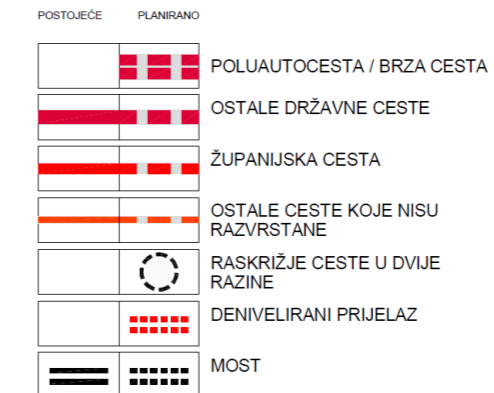 POSTOJEĆE PLANIRANO
POLUAUTOCESTA / BRZA CESTA
OSTALE DRŽAVNE CESTE
ŽUPANIJSKA CESTA
OSTALE CESTE KOJE NISU
RAZVRSTANE
RASKRIŽJE CESTE U DVIJE
RAZINE
DENIVELIRANI PRIJELAZ
MOST